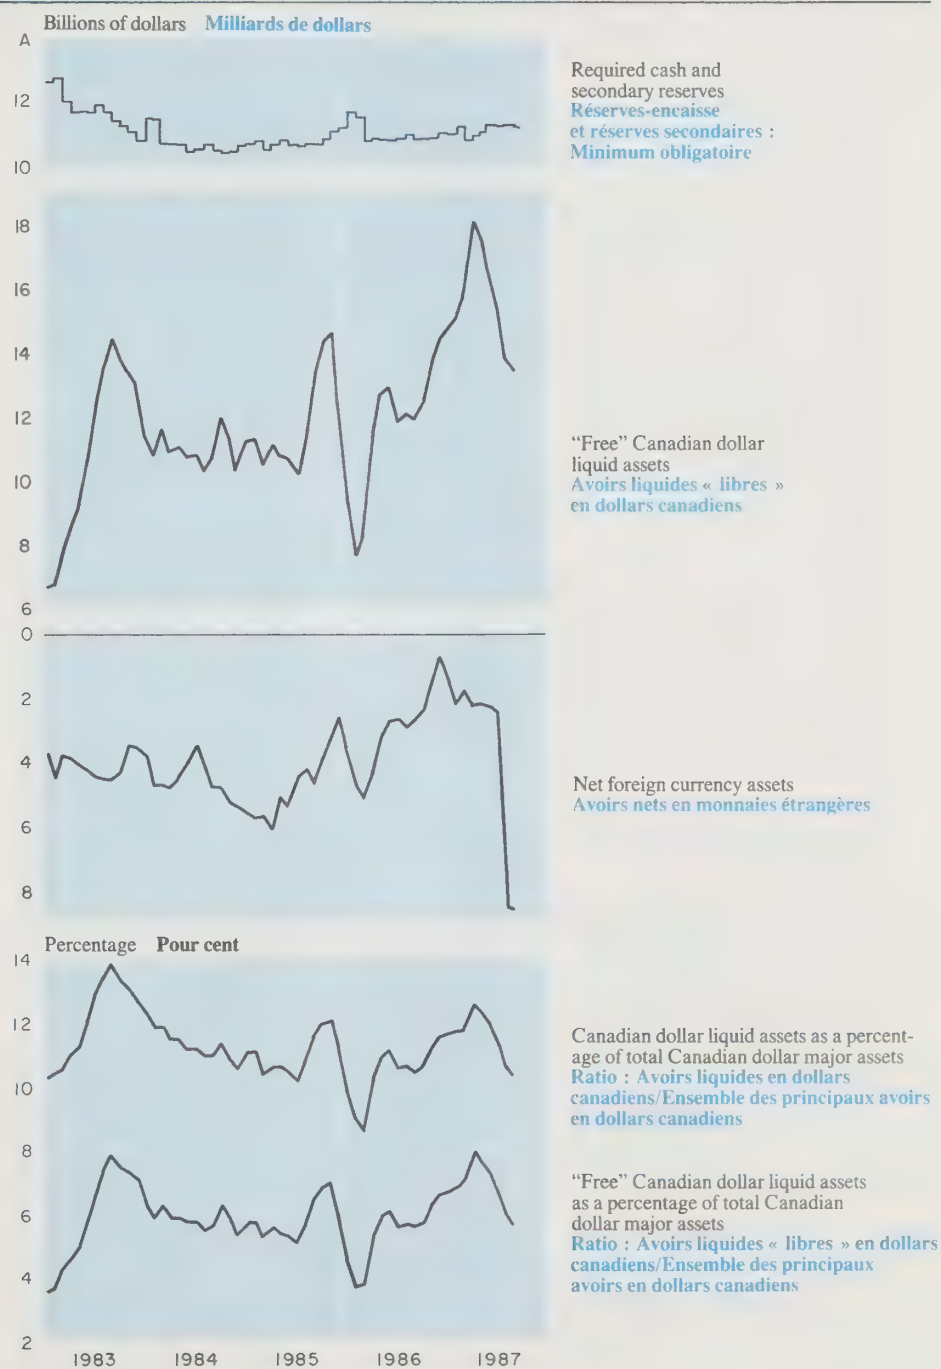 Billions of dollars Milliards de dollars
A
12
10
Required cash and
secondary reserves
Réserves-encaisse
et réserves secondaires :
Minimum obligatoire
18
16
14
12
10
8
6
"Free" Canadian dollar
liquid assets
Avoirs liquides « libres »
en dollars canadiens
0
2
4
6
8
Net foreign currency assets
Avoirs nets en monnaies étrangères
Percentage Pour cent
14
12
10
8
6
4
2
Canadian dollar liquid assets as a percent-
age of total Canadian dollar major assets
Ratio : Avoirs liquides en dollars
canadiens/Ensemble des principaux avoirs
en dollars canadiens
"Free" Canadian dollar liquid assets
as a percentage of total Canadian
dollar major assets
Ratio : Avoirs liquides « libres » en dollars
canadiens/Ensemble des principaux
avoirs en dollars canadiens
1983 1984 1985 1986 1987